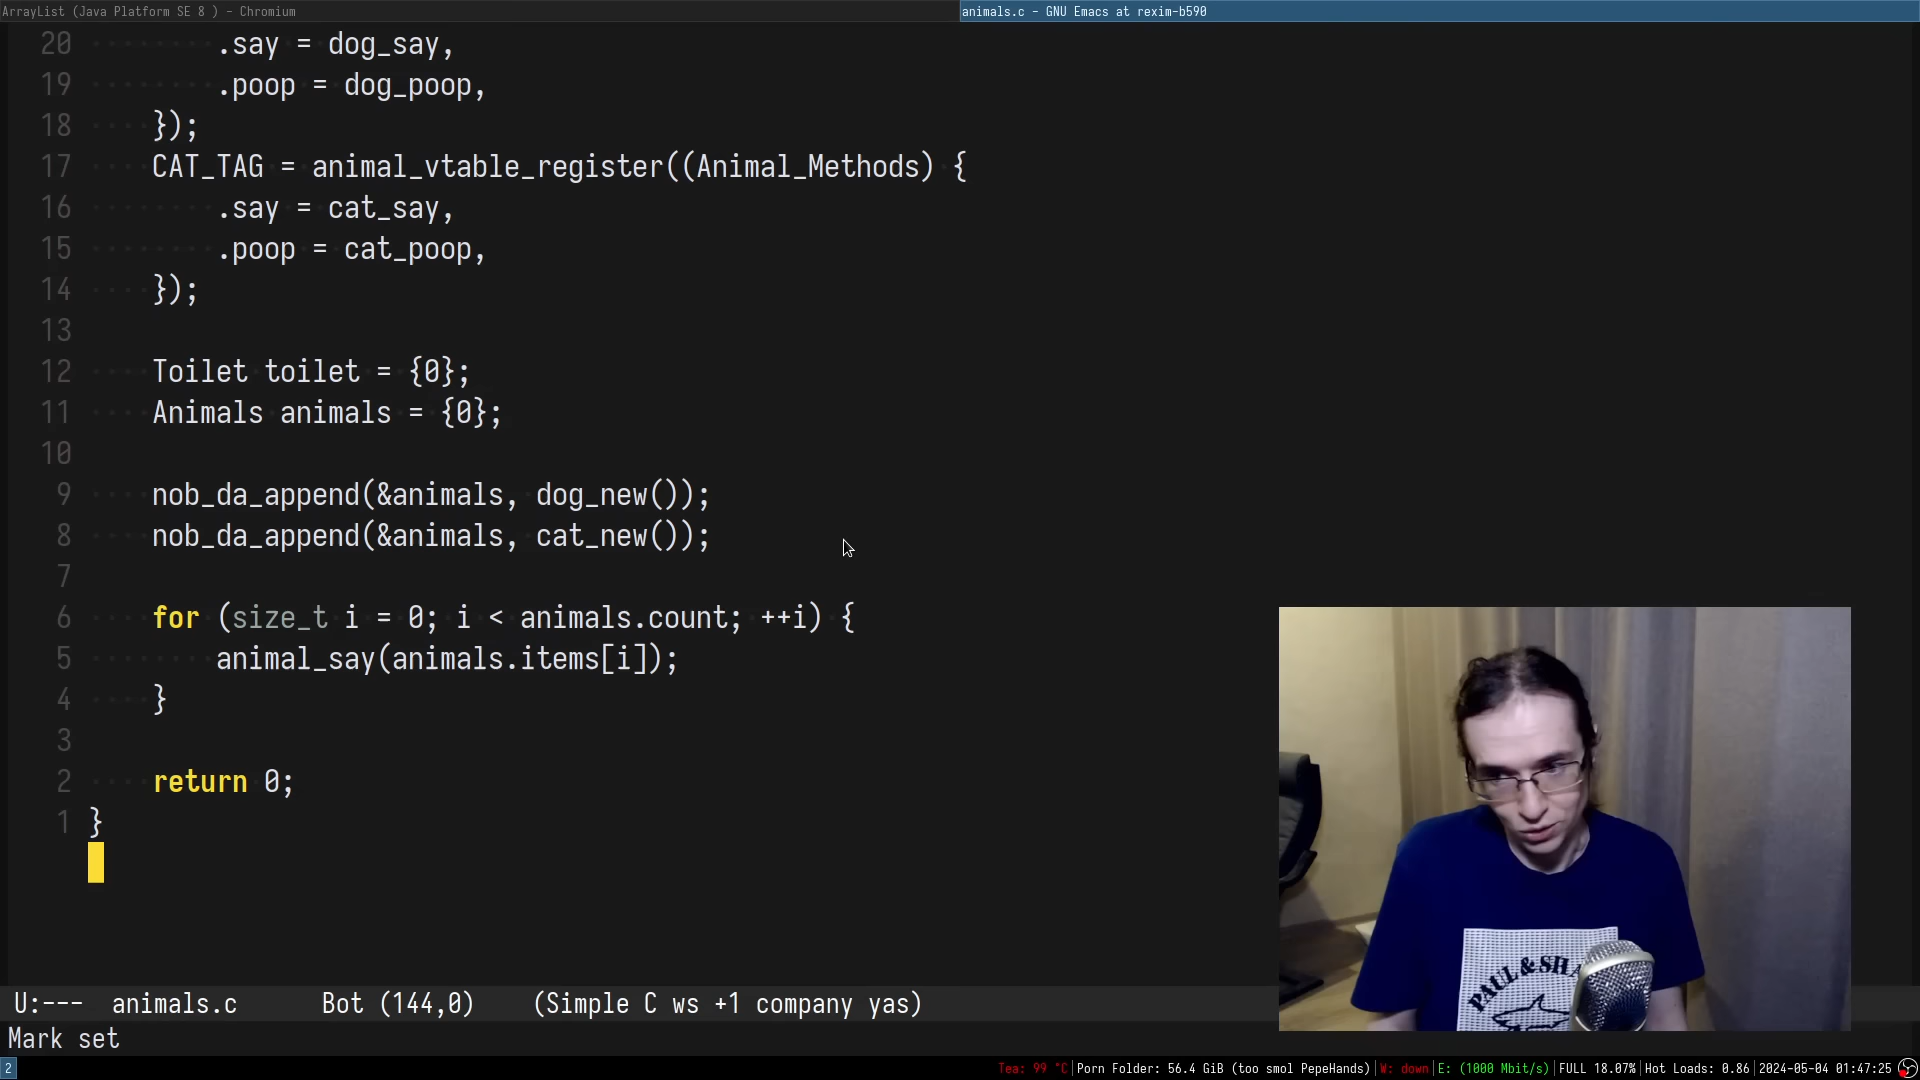 ArrayList (Java Platform SE 8 ) - Chromium
animals.c - GNU Emacs at rexim-b590
20 .say = dog_say,
19 .poop = dog_poop,
18 });
17 CAT_TAG = animal_vtable_register((Animal_Methods) {
16 .say = cat_say,
15 .poop = cat_poop,
14 });
13
12 Toilet toilet = {0};
11 Animals animals = {0};
10
9 nob_da_append(&animals, dog_new());
8 nob_da_append(&animals, cat_new());
7
6 for (size_t i = 0; i < animals.count; ++i) {
5 animal_say(animals.items[i]);
4 }
3
2 return 0;
1 }
PAUL & SHA
U:--- animals.c Bot (144,0) (Simple C ws +1 company yas)
Mark set
2 Tea: 99 °C|Porn Folder: 56.4 GiB (too smol PepeHands)|W: down|E: (1000 Mbit/s)|FULL 18.07%|Hot Loads: 0.86|2024-05-04 01:47:25